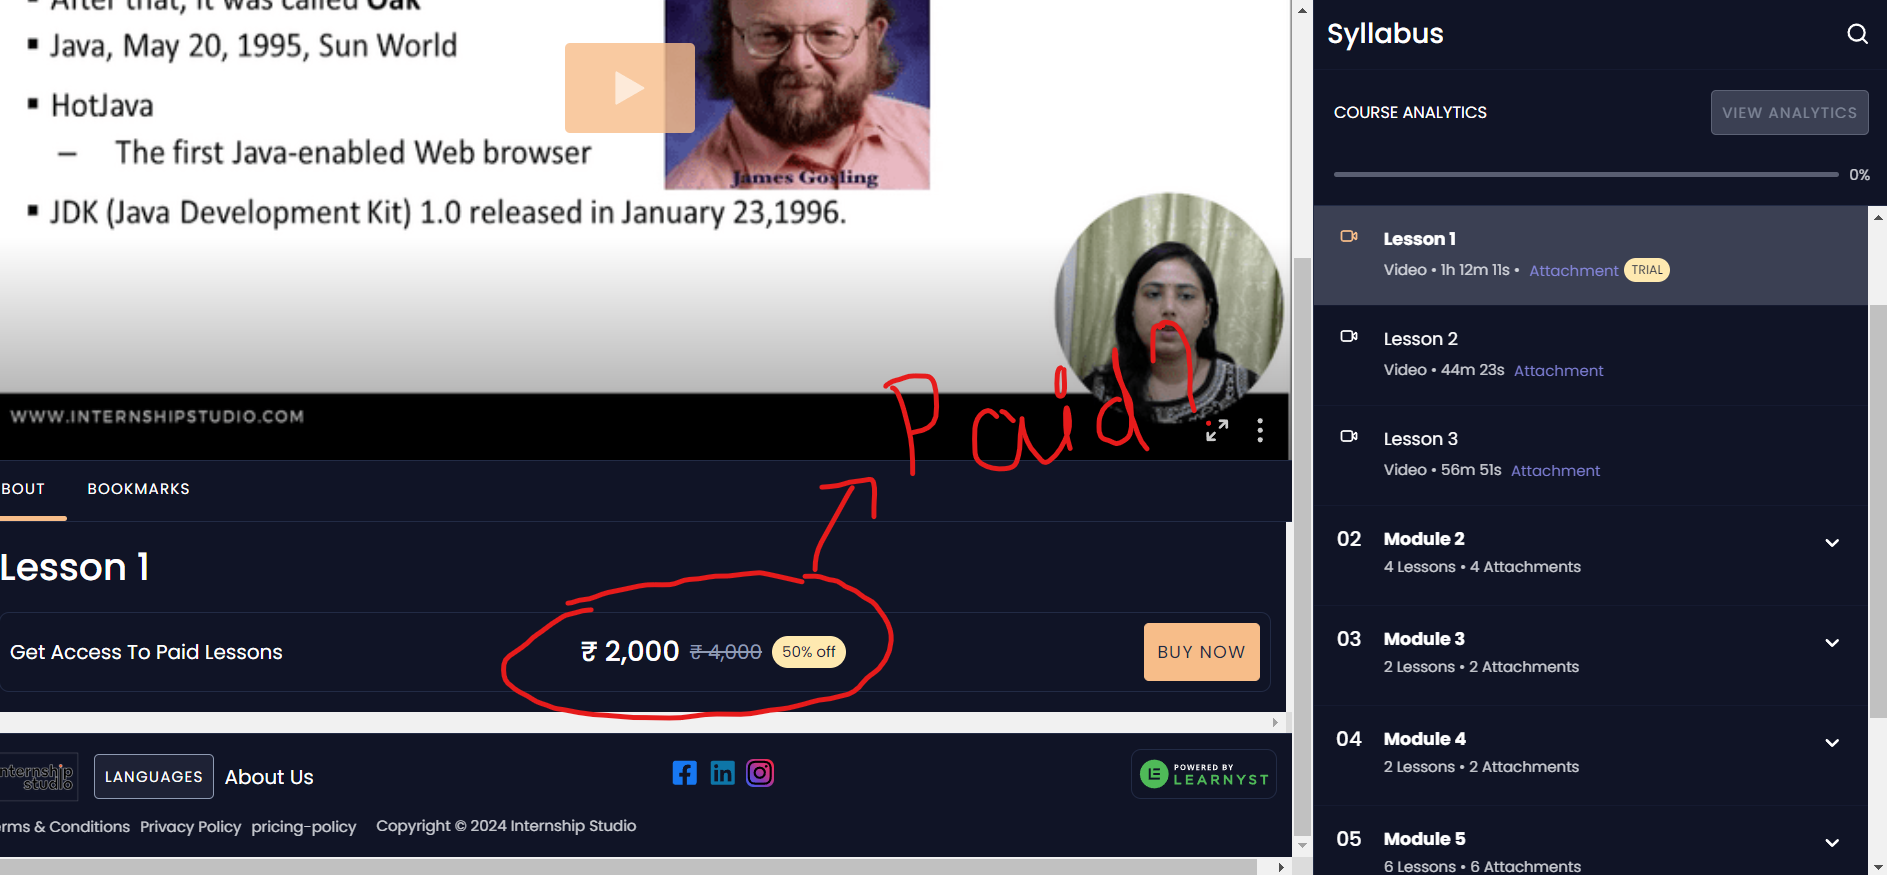 After that, it was called Oak
▪ Java, May 20, 1995, Sun World
▪ HotJava
– The first Java-enabled Web browser
James Gosling
▪ JDK (Java Development Kit) 1.0 released in January 23,1996.
WWW.INTERNSHIPSTUDIO.COM
Paid?
BOUT BOOKMARKS
Lesson 1
Get Access To Paid Lessons ₹ 2,000 ₹ 4,000 50% off BUY NOW
nternship
studio
LANGUAGES About Us
POWERED BY
LEARNYST
rms & Conditions Privacy Policy pricing-policy Copyright © 2024 Internship Studio
Syllabus
COURSE ANALYTICS VIEW ANALYTICS
0%
Lesson 1
Video • 1h 12m 11s • Attachment TRIAL
Lesson 2
Video • 44m 23s Attachment
Lesson 3
Video • 56m 51s Attachment
02 Module 2
4 Lessons • 4 Attachments
03 Module 3
2 Lessons • 2 Attachments
04 Module 4
2 Lessons • 2 Attachments
05 Module 5
6 Lessons • 6 Attachments